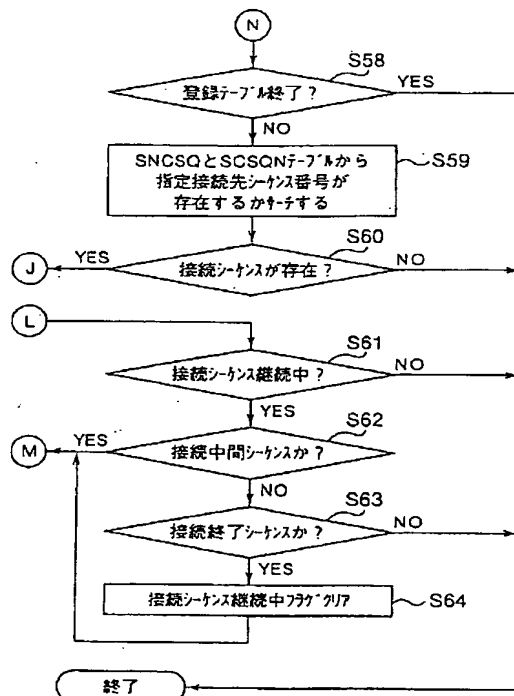 N
S58
登録テーブル終了？
YES
NO
SNCSQとSCSQNテーブルから
指定接続先シーケンス番号が
存在するかサーチする
S59
S60
J
YES
接続シーケンスが存在？
NO
L
S61
接続シーケンス継続中？
NO
YES
S62
M
YES
接続中間シーケンスか？
NO
S63
接続終了シーケンスか？
NO
YES
接続シーケンス継続中フラグクリア
S64
終了